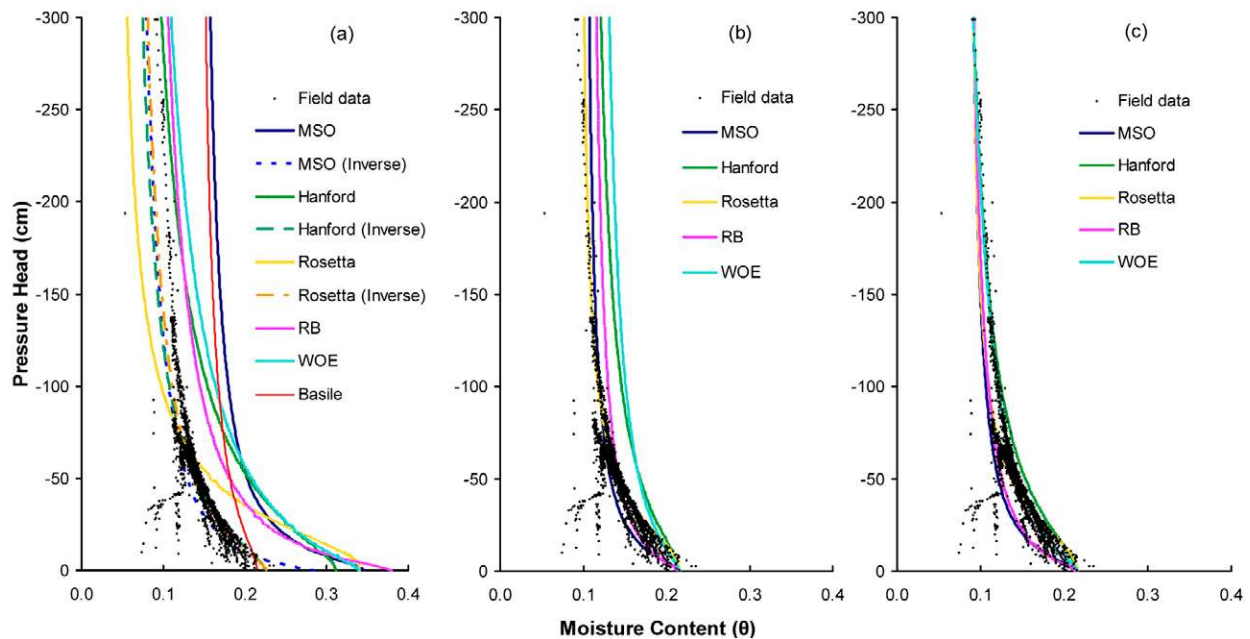 -300
-250
-200
-150
-100
-50
0
0.0
0.1
0.2
0.3
0.4
Pressure Head (cm)
(a)
Field data
MSO
MSO (Inverse)
Hanford
Hanford (Inverse)
Rosetta
Rosetta (Inverse)
RB
WOE
Basile
-300
-250
-200
-150
-100
-50
0
0.0
0.1
0.2
0.3
0.4
(b)
Field data
MSO
Hanford
Rosetta
RB
WOE
-300
-250
-200
-150
-100
-50
0
0.0
0.1
0.2
0.3
0.4
(c)
Field data
MSO
Hanford
Rosetta
RB
WOE
Moisture Content (θ)